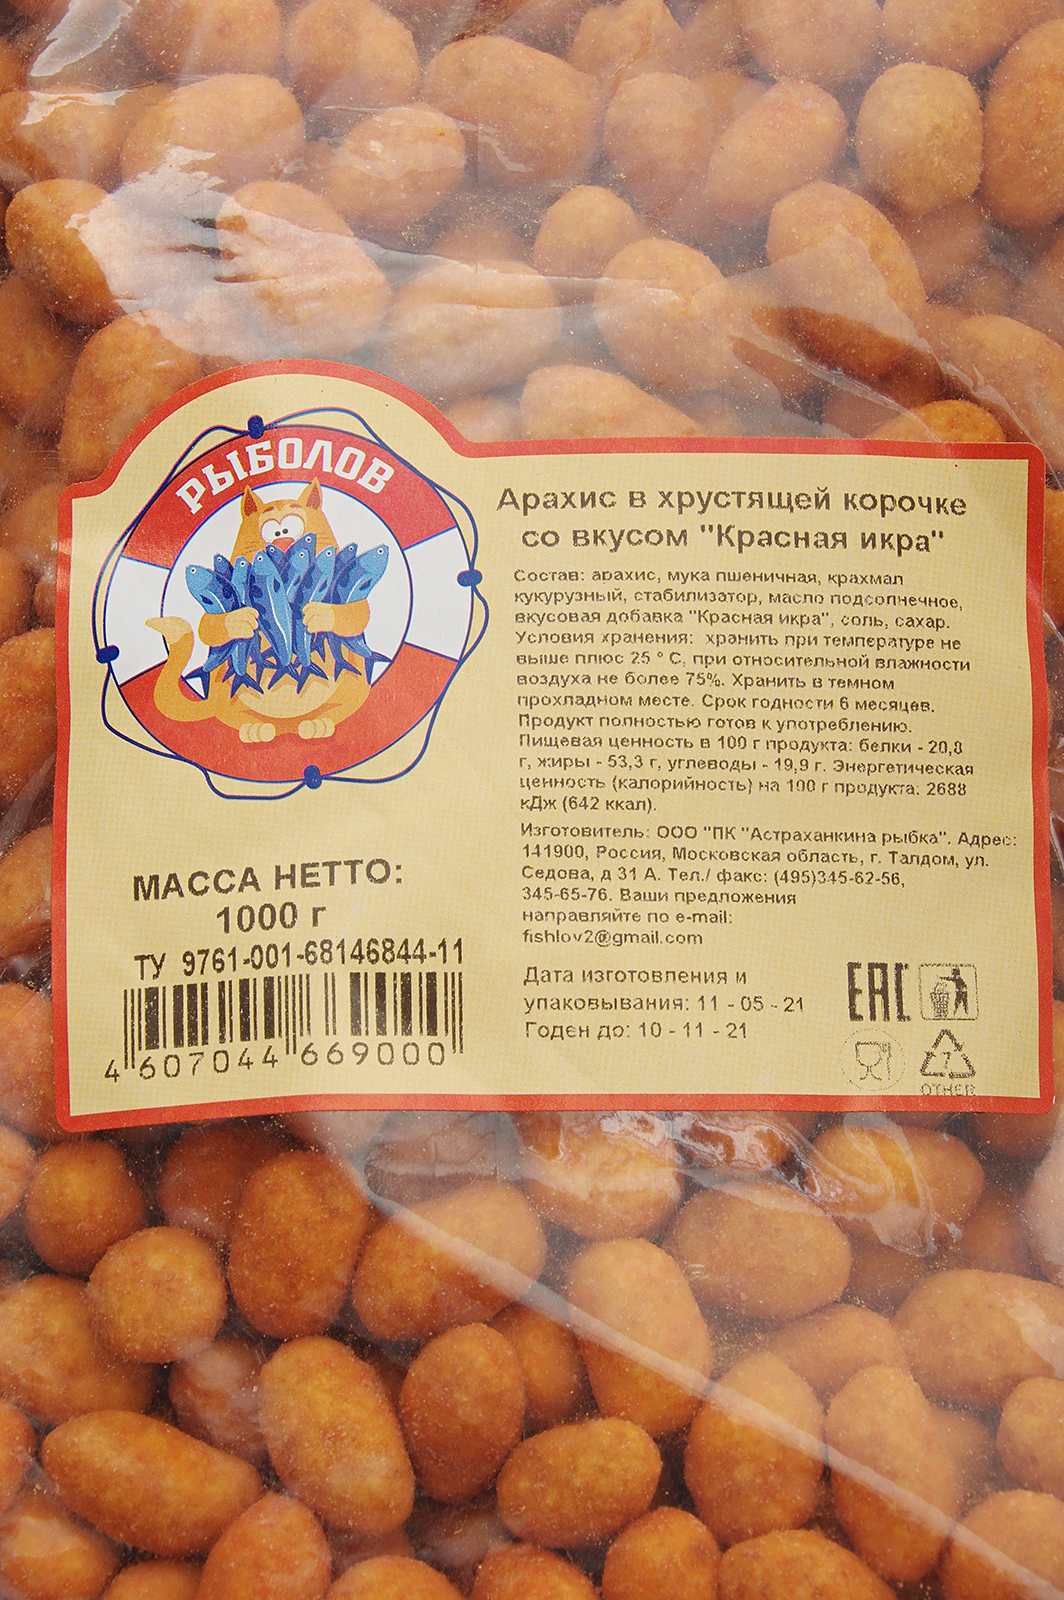 РЫБОЛОВ
Арахис в хрустящей корочке
со вкусом "Красная икра"
Состав: арахис, мука пшеничная, крахмал
кукурузный, стабилизатор, масло подсолнечное,
вкусовая добавка "Красная икра", соль, сахар.
Условия хранения: хранить при температуре не
выше плюс 25 ° С, при относительной влажности
воздуха не более 75%. Хранить в темном
прохладном месте. Срок годности 6 месяцев.
Продукт полностью готов к употреблению.
Пищевая ценность в 100 г продукта: белки - 20,8
г, жиры - 53,3 г, углеводы - 19,9 г. Энергетическая
ценность (калорийность) на 100 г продукта: 2688
кДж (642 ккал).
Изготовитель: ООО "ПК "Астраханкина рыбка". Адрес:
141900, Россия, Московская область, г. Талдом, ул.
Седова, д 31 А. Тел./ факс: (495)345-62-56,
345-65-76. Ваши предложения
направляйте по e-mail:
fishlov2@gmail.com
Дата изготовления и
упаковывания: 11 - 05 - 21
Годен до: 10 - 11 - 21
МАССА НЕТТО:
1000 г
ТУ 9761-001-68146844-11
4 607044 669000
EAC
7
OTHER